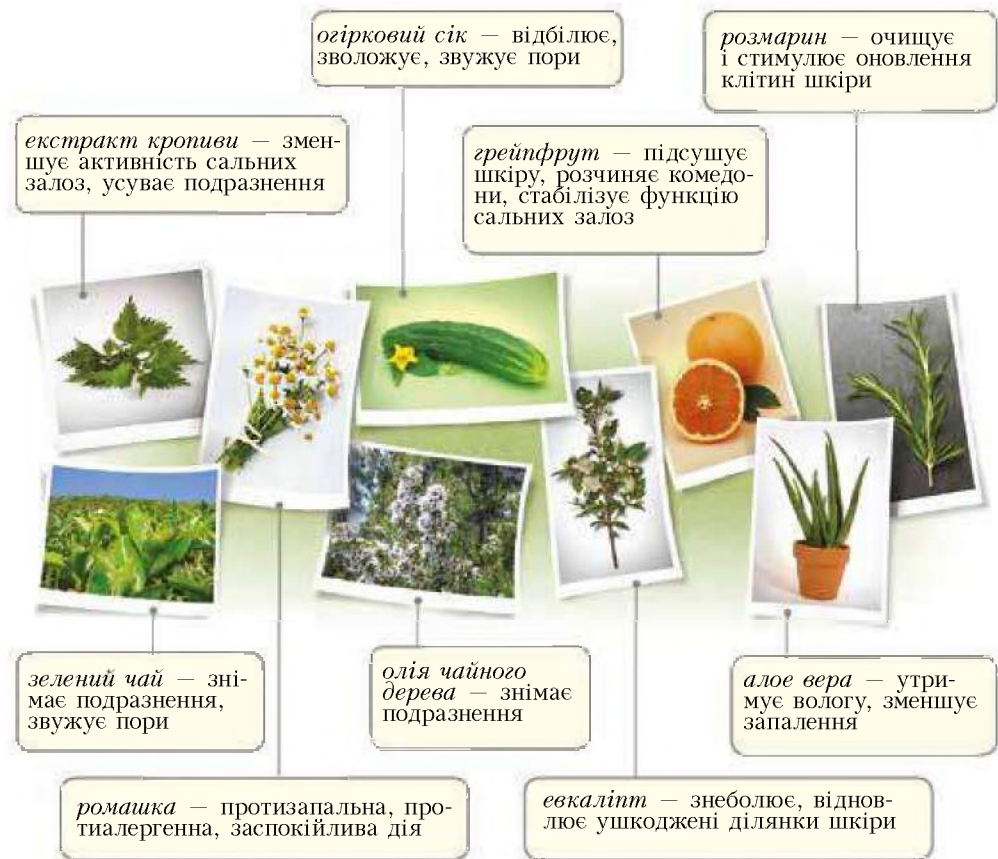 огірковий сік — відбілює,
зволожує, звужує пори
розмарин — очищує
і стимулює оновлення
клітин шкіри
екстракт кропиви — змен-
шує активність сальних
залоз, усуває подразнення
грейпфрут — підсушує
шкіру, розчиняє комедо-
ни, стабілізує функцію
сальних залоз
зелений чай — зні-
має подразнення,
звужує пори
олія чайного
дерева — знімає
подразнення
алое вера — утри-
мує вологу, зменшує
запалення
ромашка — протизапальна, про-
тиалергенна, заспокійлива дія
евкаліпт — знеболює, віднов-
лює ушкоджені ділянки шкіри